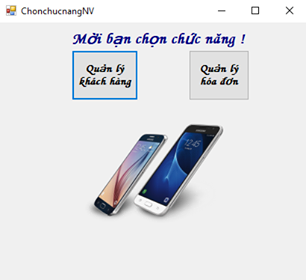 ChonchucnangNV
Mời bạn chọn chức năng !
Quản lý
khách hàng
Quản lý
hóa đơn